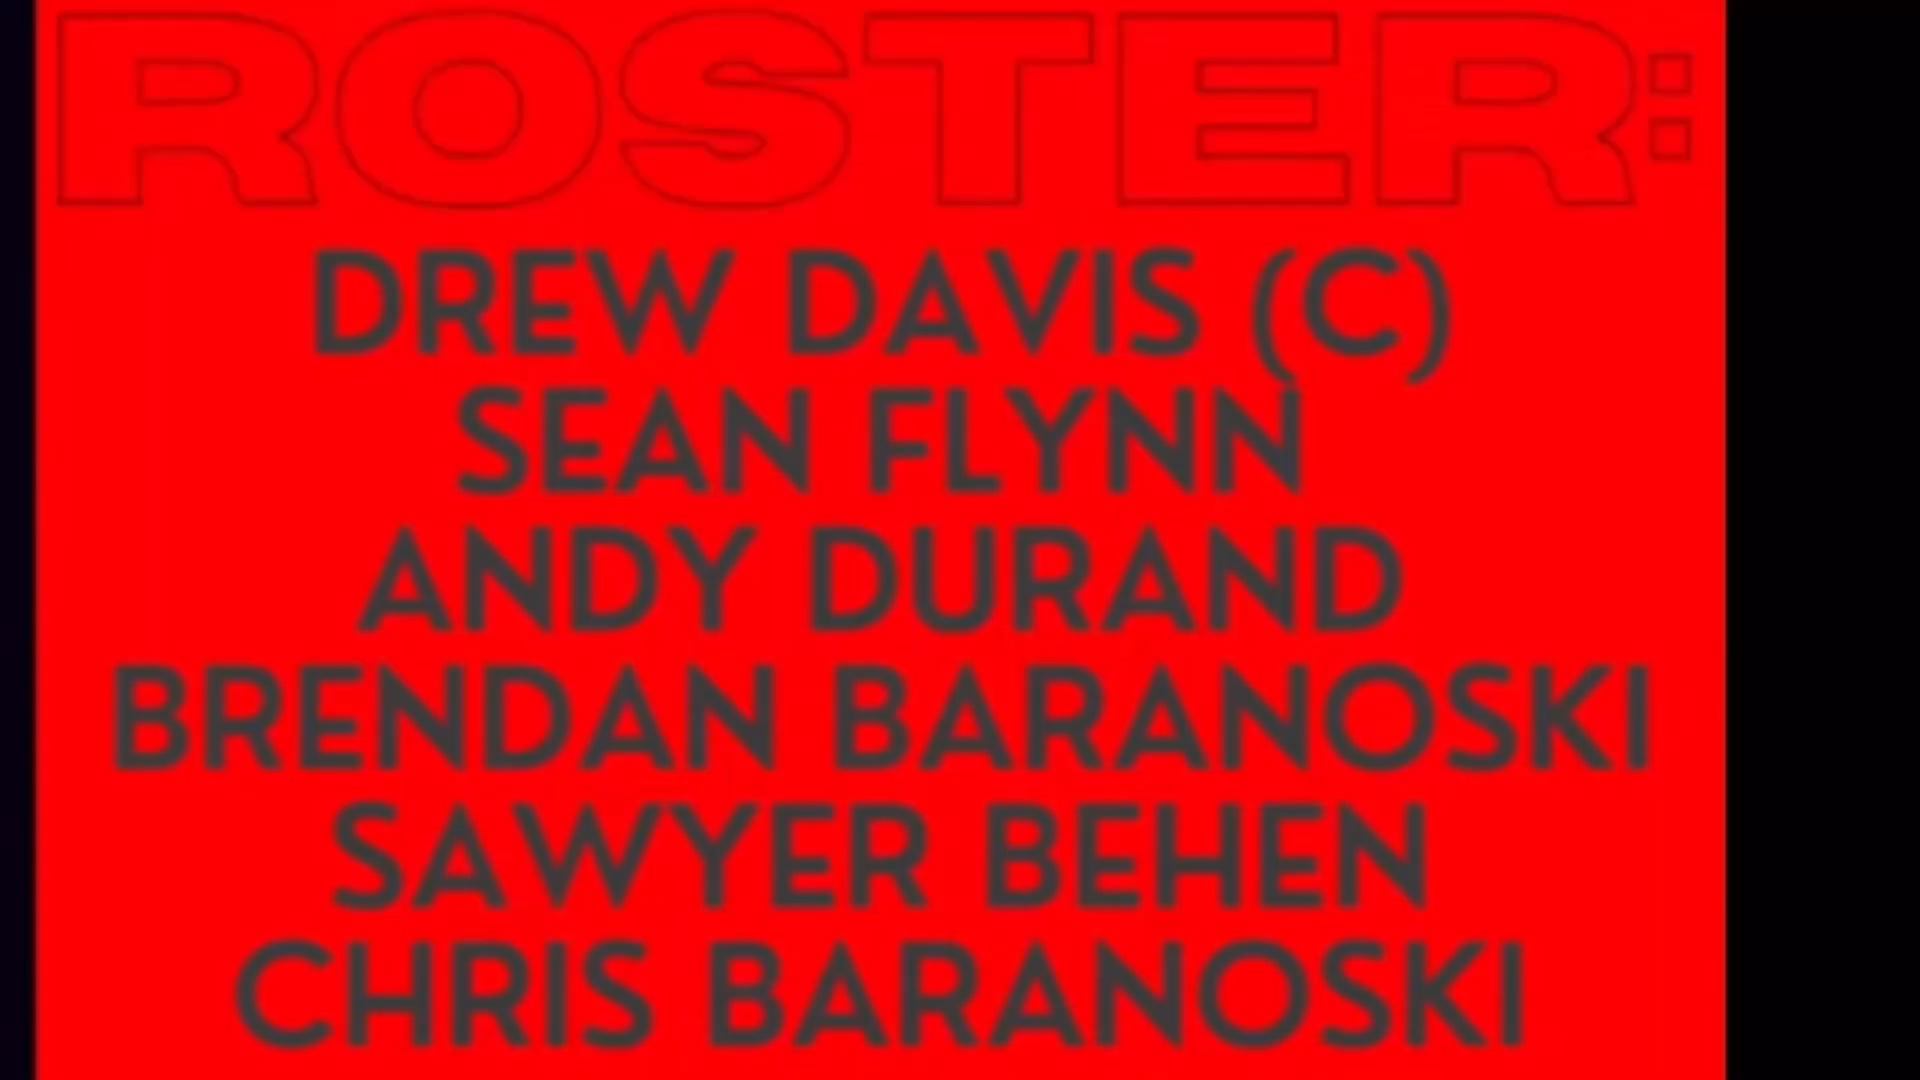 ROSTER:
DREW DAVIS (C)
SEAN FLYNN
ANDY DURAND
BRENDAN BARANOSKI
SAWYER BEHEN
CHRIS BARANOSKI